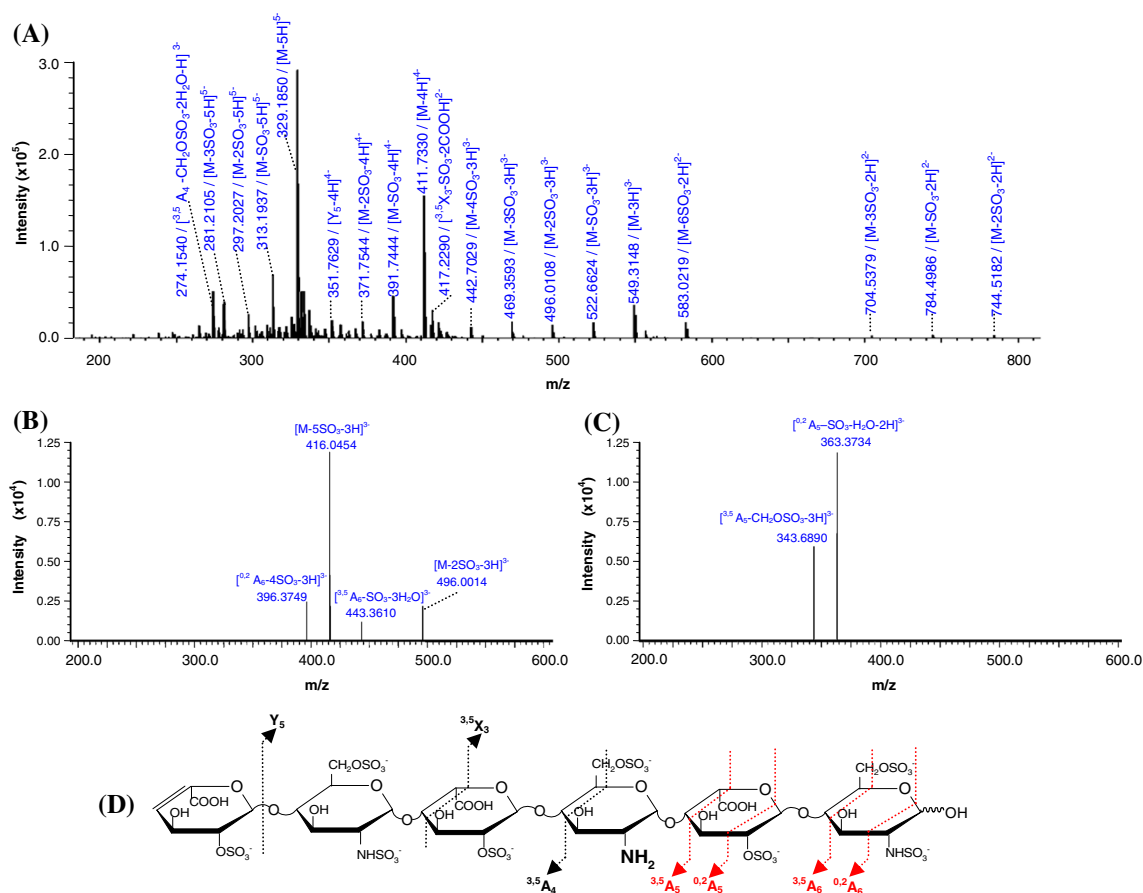 (A)
Intensity (x10⁵)
3.0
2.0
1.0
0.0
274.1540 / [³,⁵ A₄ -CH₂OSO₃-2H₂O-H] ³⁻
281.2105 / [M-3SO₃-5H]⁵⁻
297.2027 / [M-2SO₃-5H]⁵⁻
313.1937 / [M-SO₃-5H]⁵⁻
329.1850 / [M-5H]⁵⁻
351.7629 / [Y₅-4H]⁴⁻
371.7544 / [M-2SO₃-4H]⁴⁻
391.7444 / [M-SO₃-4H]⁴⁻
411.7330 / [M-4H]⁴⁻
417.2290 / [³,⁵X₃-SO₃-2COOH]²⁻
442.7029 / [M-4SO₃-3H]³⁻
469.3593 / [M-3SO₃-3H]³⁻
496.0108 / [M-2SO₃-3H]³⁻
522.6624 / [M-SO₃-3H]³⁻
549.3148 / [M-3H]³⁻
583.0219 / [M-6SO₃-2H]²⁻
704.5379 / [M-3SO₃-2H]²⁻
784.4986 / [M-SO₃-2H]²⁻
744.5182 / [M-2SO₃-2H]²⁻
200 300 400 500 600 700 800
m/z
(B)
Intensity (x10⁴)
1.25
1.00
0.75
0.50
0.25
0.00
[M-5SO₃-3H]³⁻
416.0454
[⁰,² A₆-4SO₃-3H]³⁻
396.3749
[³,⁵A₆-SO₃-3H₂O]³⁻
443.3610
[M-2SO₃-3H]³⁻
496.0014
200.0 300.0 400.0 500.0 600.0
m/z
(C)
Intensity (x10⁴)
1.25
1.00
0.75
0.50
0.25
0.00
[⁰,² A₅–SO₃-H₂O-2H]³⁻
363.3734
[³,⁵ A₅-CH₂OSO₃-3H]³⁻
343.6890
200.0 300.0 400.0 500.0 600.0
m/z
(D)
Y₅
³,⁵X₃
CH₂OSO₃⁻
CH₂OSO₃⁻
CH₂OSO₃⁻
O O O O O O
COOH COOH COOH
OH OH OH OH OH OH OH
O O O O O
OSO₃⁻
NHSO₃⁻
OSO₃⁻
NH₂
OSO₃⁻
NHSO₃⁻
³,⁵A₄
³,⁵A₅
⁰,²A₅
³,⁵A₆
⁰,²A₆